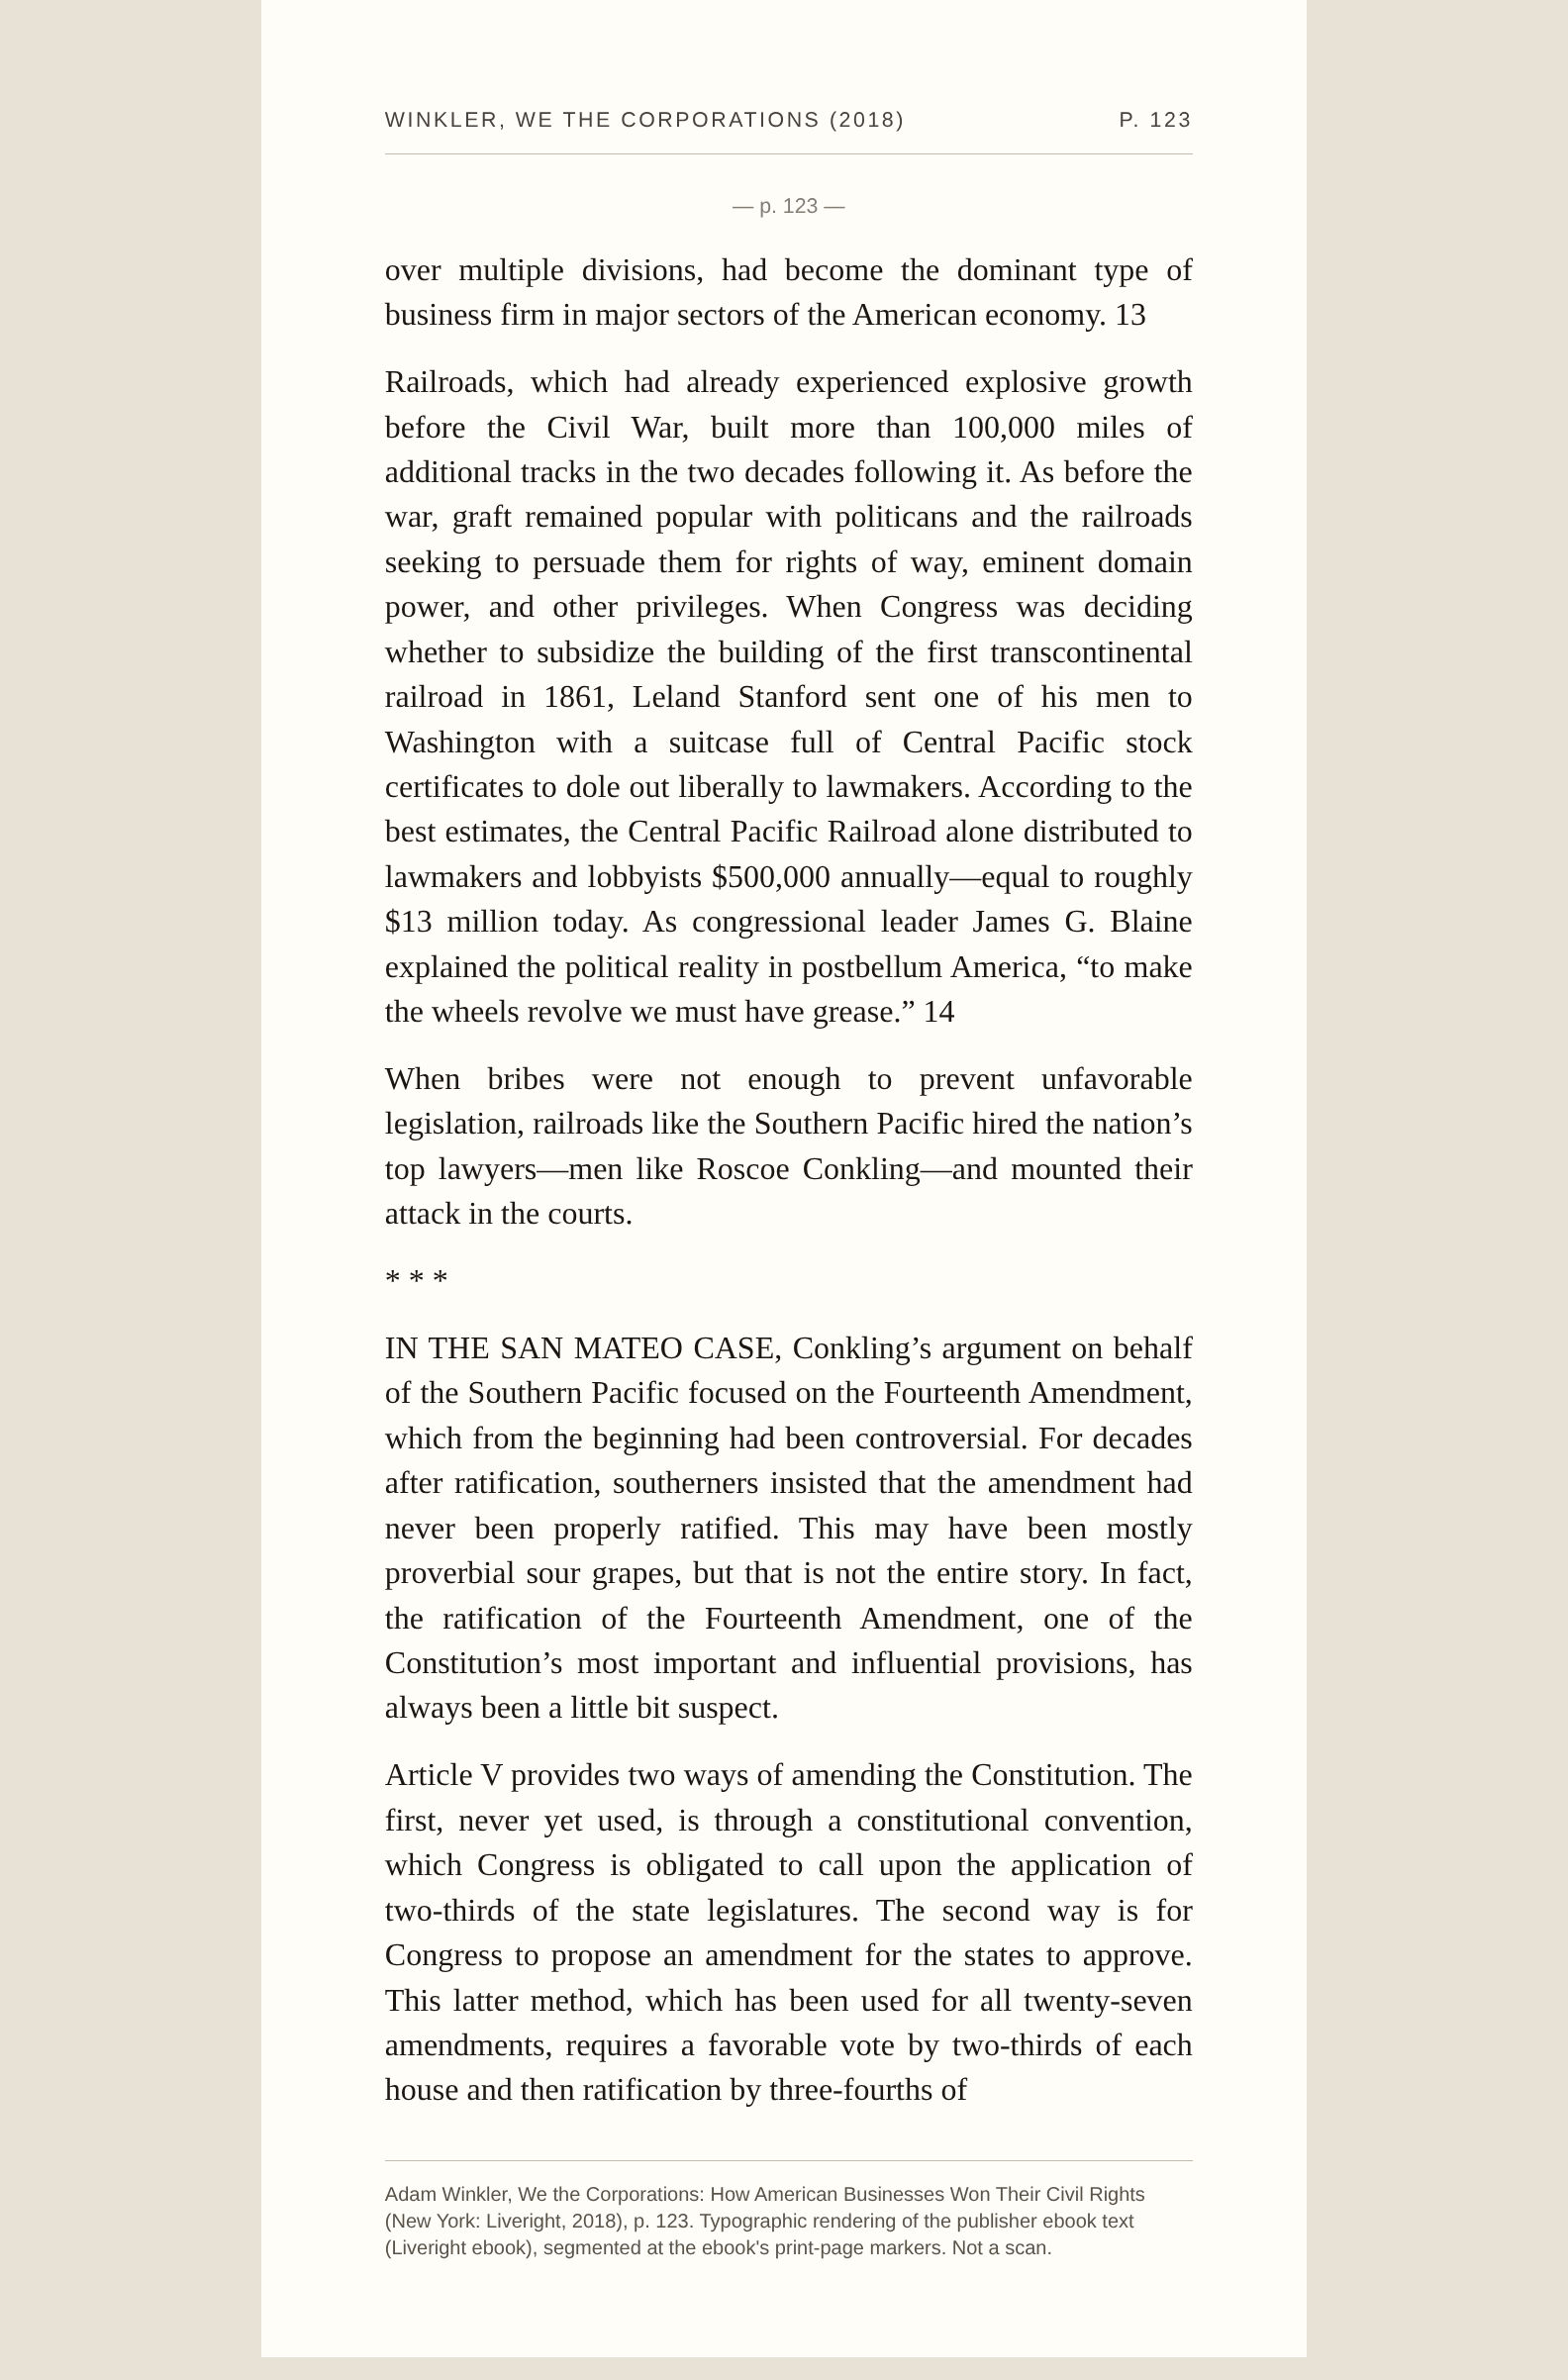 WINKLER, WE THE CORPORATIONS (2018) P. 123
— p. 123 —
over multiple divisions, had become the dominant type of
business firm in major sectors of the American economy. 13
Railroads, which had already experienced explosive growth
before the Civil War, built more than 100,000 miles of
additional tracks in the two decades following it. As before the
war, graft remained popular with politicans and the railroads
seeking to persuade them for rights of way, eminent domain
power, and other privileges. When Congress was deciding
whether to subsidize the building of the first transcontinental
railroad in 1861, Leland Stanford sent one of his men to
Washington with a suitcase full of Central Pacific stock
certificates to dole out liberally to lawmakers. According to the
best estimates, the Central Pacific Railroad alone distributed to
lawmakers and lobbyists $500,000 annually—equal to roughly
$13 million today. As congressional leader James G. Blaine
explained the political reality in postbellum America, “to make
the wheels revolve we must have grease.” 14
When bribes were not enough to prevent unfavorable
legislation, railroads like the Southern Pacific hired the nation’s
top lawyers—men like Roscoe Conkling—and mounted their
attack in the courts.
* * *
IN THE SAN MATEO CASE, Conkling’s argument on behalf
of the Southern Pacific focused on the Fourteenth Amendment,
which from the beginning had been controversial. For decades
after ratification, southerners insisted that the amendment had
never been properly ratified. This may have been mostly
proverbial sour grapes, but that is not the entire story. In fact,
the ratification of the Fourteenth Amendment, one of the
Constitution’s most important and influential provisions, has
always been a little bit suspect.
Article V provides two ways of amending the Constitution. The
first, never yet used, is through a constitutional convention,
which Congress is obligated to call upon the application of
two-thirds of the state legislatures. The second way is for
Congress to propose an amendment for the states to approve.
This latter method, which has been used for all twenty-seven
amendments, requires a favorable vote by two-thirds of each
house and then ratification by three-fourths of
Adam Winkler, We the Corporations: How American Businesses Won Their Civil Rights
(New York: Liveright, 2018), p. 123. Typographic rendering of the publisher ebook text
(Liveright ebook), segmented at the ebook's print-page markers. Not a scan.